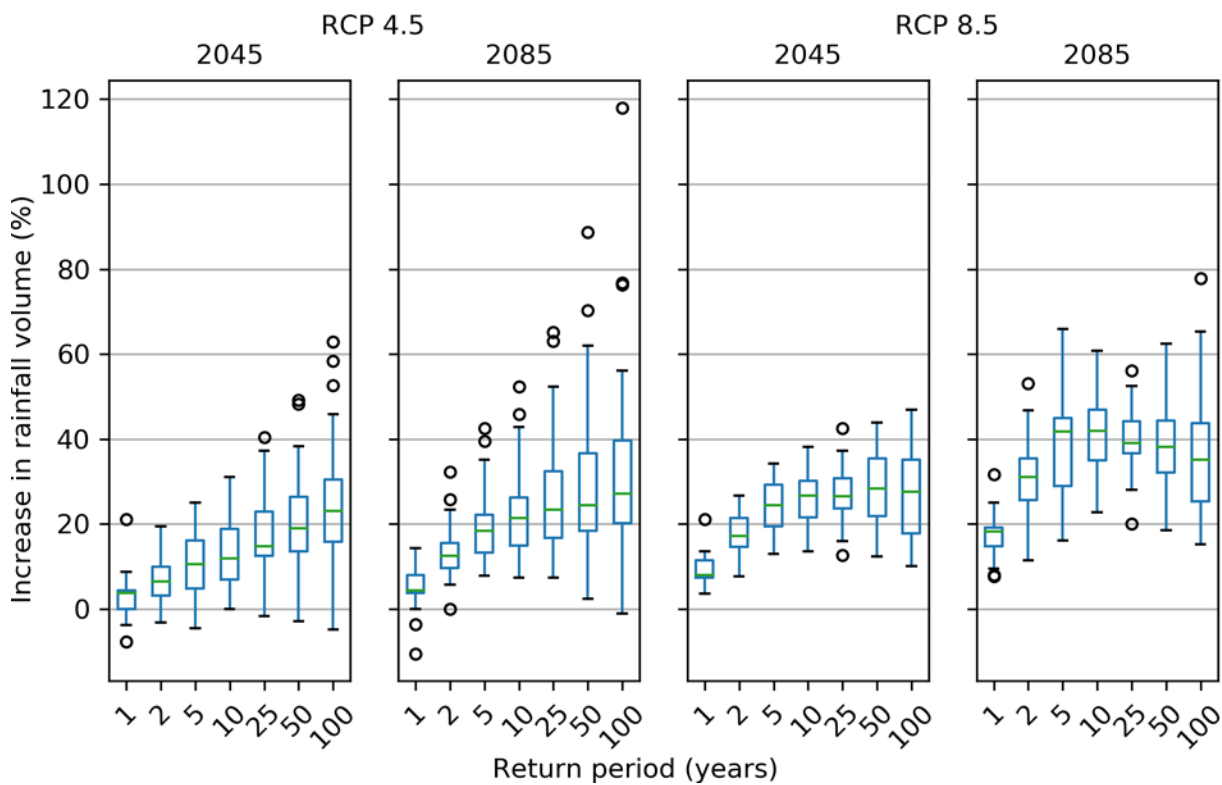 RCP 4.5
RCP 8.5
2045
2085
2045
2085
Increase in rainfall volume (%)
120
100
80
60
40
20
0
1 2 5 10 25 50 100
1 2 5 10 25 50 100
1 2 5 10 25 50 100
1 2 5 10 25 50 100
Return period (years)